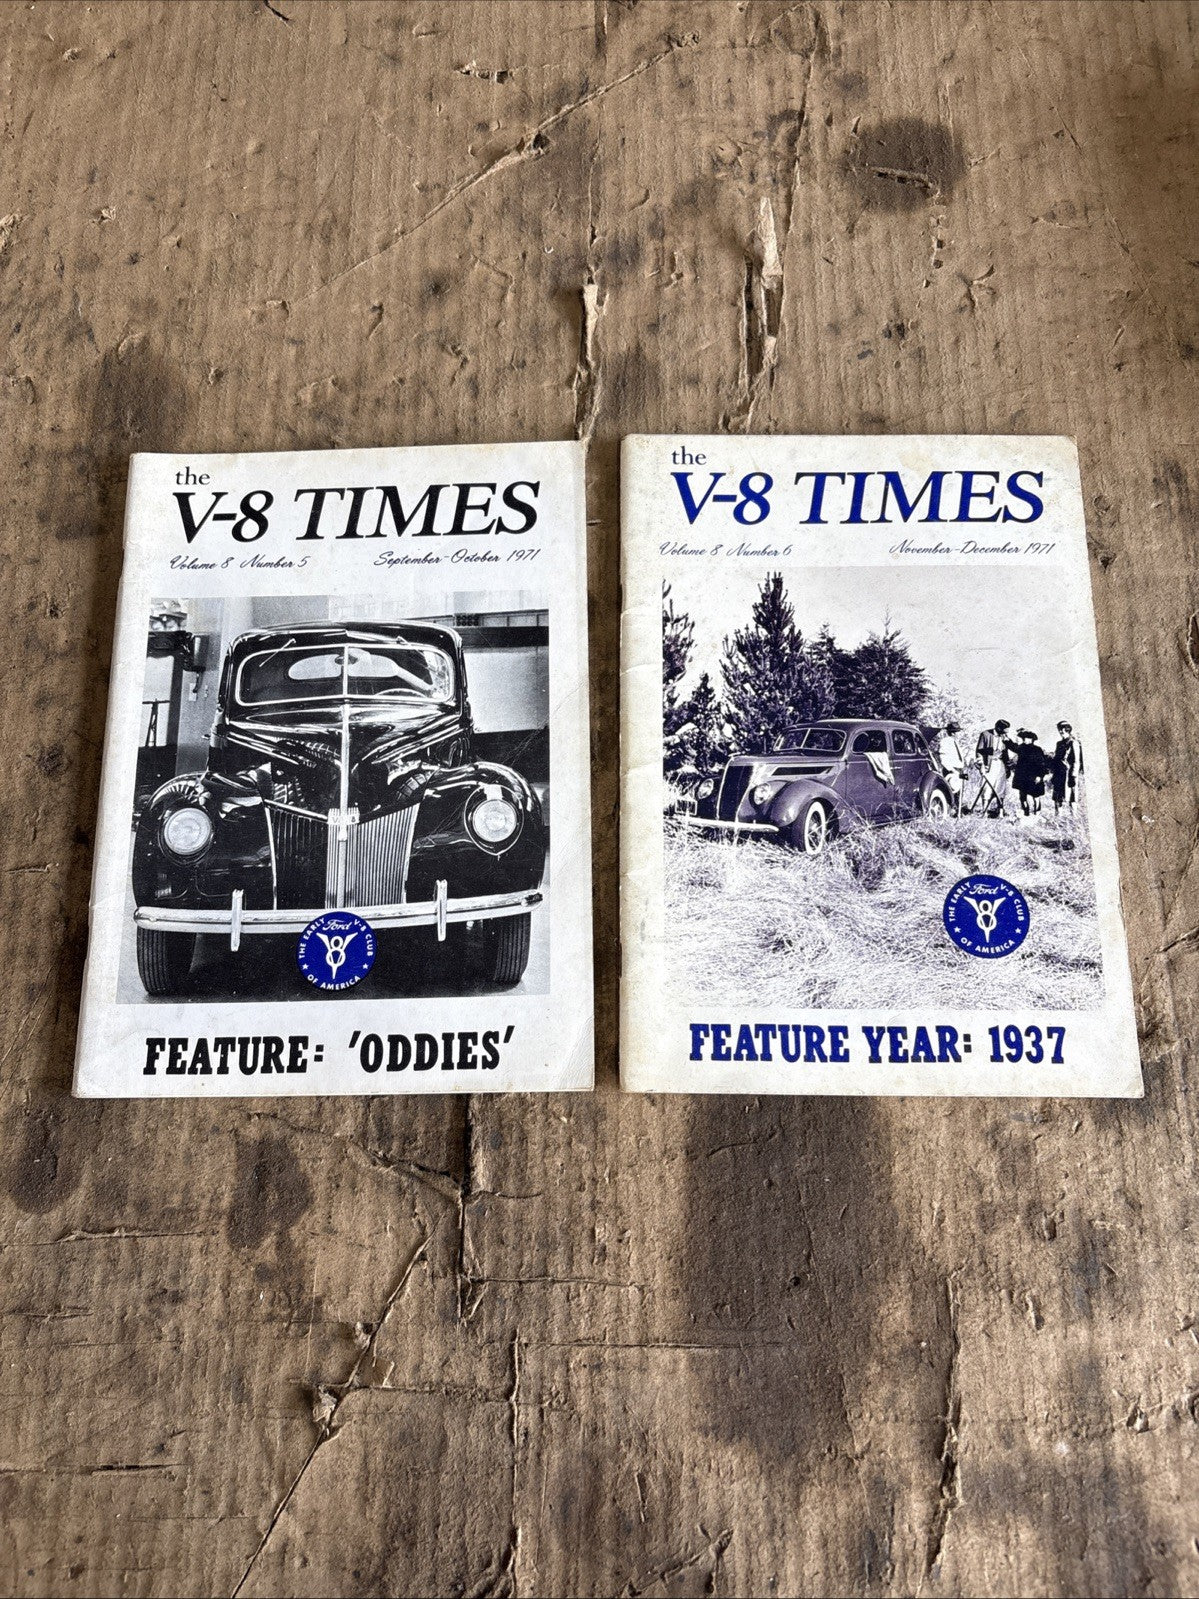 the
V-8 TIMES
Volume 8 Number 5 September-October 1971
THE EARLY Ford V-8 CLUB
V8
★ OF AMERICA ★
FEATURE: 'ODDIES'
the
V-8 TIMES
Volume 8 Number 6 November-December 1971
THE EARLY Ford V-8 CLUB
V8
★ OF AMERICA ★
FEATURE YEAR: 1937